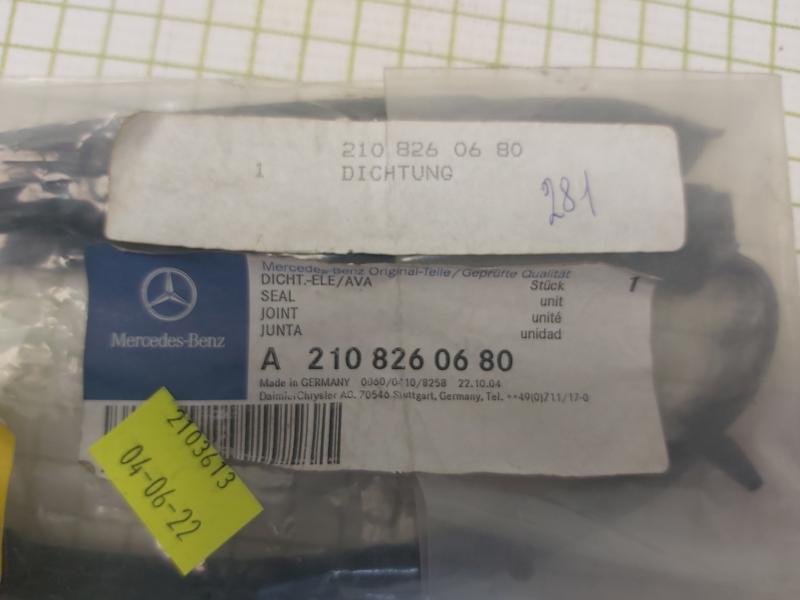 210 826 06 80
1 DICHTUNG
281
Mercedes-Benz Original-Teile/Geprüfte Qualität
DICHT.-ELE/AVA Stück 1
SEAL unit
JOINT unité
JUNTA unidad
Mercedes-Benz
A 210 826 06 80
Made in GERMANY 0060/0410/8258 22.10.04
DaimlerChrysler AG, 70546 Stuttgart, Germany, Tel. ++49(0)711/17-0
2103613
04-06-22